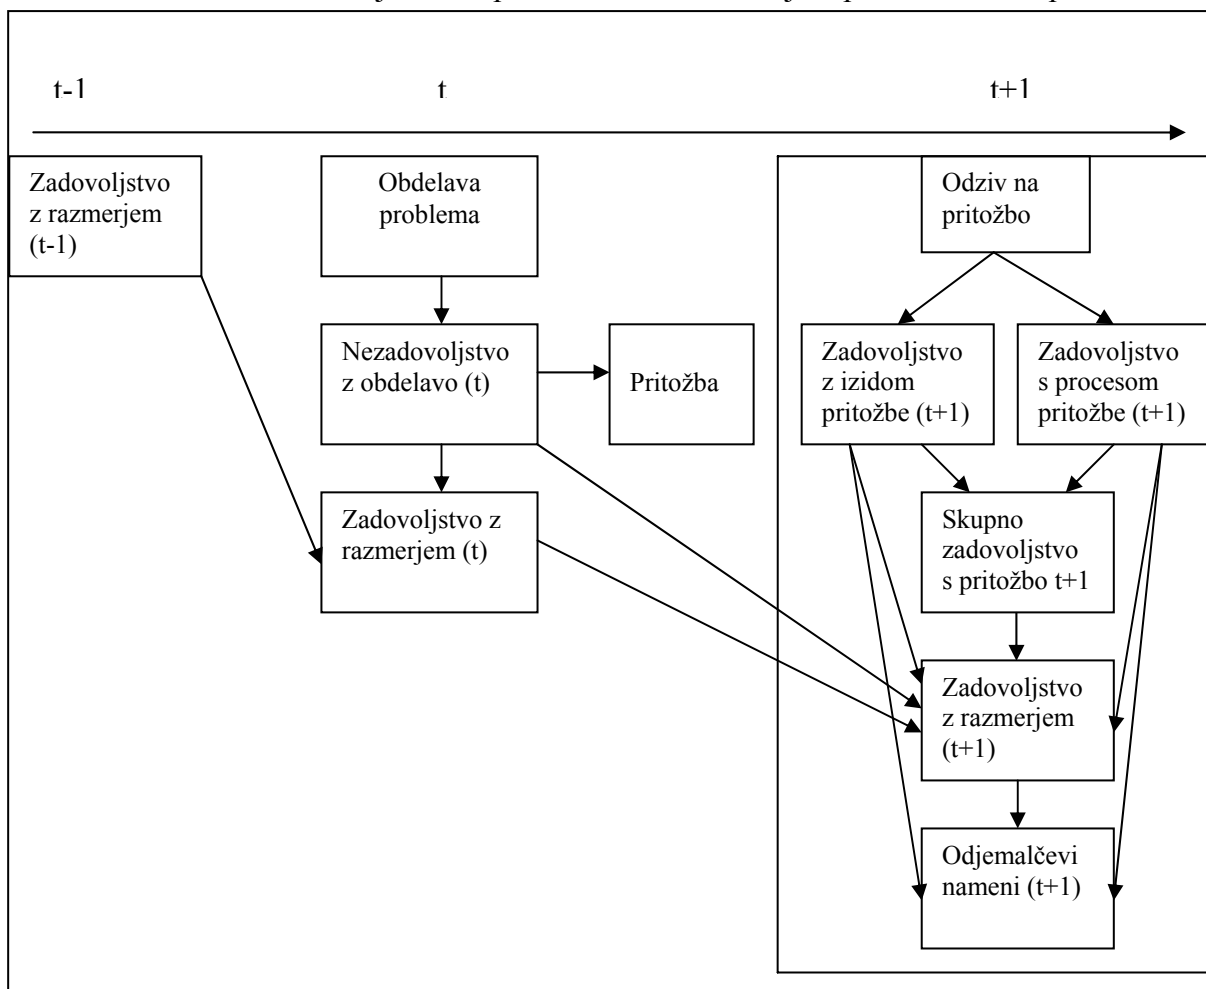 t-1
t
t+1
Zadovoljstvo
z razmerjem
(t-1)
Obdelava
problema
Odziv na
pritožbo
Nezadovoljstvo
z obdelavo (t)
Pritožba
Zadovoljstvo
z izidom
pritožbe (t+1)
Zadovoljstvo
s procesom
pritožbe (t+1)
Zadovoljstvo z
razmerjem (t)
Skupno
zadovoljstvo
s pritožbo t+1
Zadovoljstvo
z razmerjem
(t+1)
Odjemalčevi
nameni (t+1)